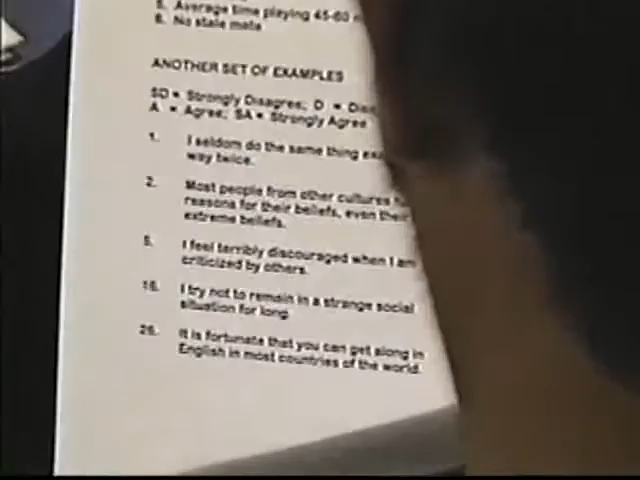 5. Average time playing 45-60
6. No stale mate
ANOTHER SET OF EXAMPLES
SD = Strongly Disagree; D = Dis
A = Agree; SA = Strongly Agree
1. I seldom do the same thing exa
way twice.
2. Most people from other cultures
reasons for their beliefs, even their
extreme beliefs.
5. I feel terribly discouraged when I am
criticized by others.
16. I try not to remain in a strange social
situation for long.
26. It is fortunate that you can get along in
English in most countries of the world.